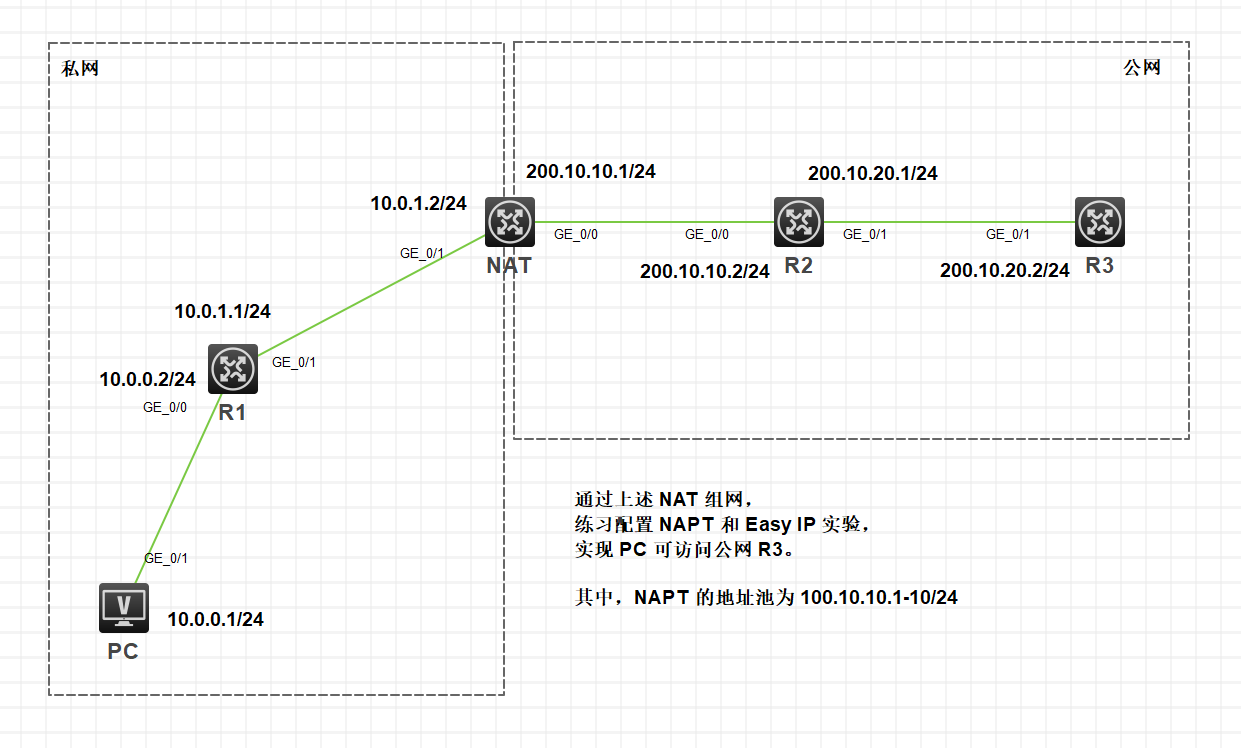 私网
公网
200.10.10.1/24
200.10.20.1/24
10.0.1.2/24
GE_0/0
GE_0/0
GE_0/1
GE_0/1
GE_0/1
NAT
R2
R3
200.10.10.2/24
200.10.20.2/24
10.0.1.1/24
GE_0/1
10.0.0.2/24
GE_0/0
R1
通过上述 NAT 组网，
练习配置 NAPT 和 Easy IP 实验，
实现 PC 可访问公网 R3。
GE_0/1
其中，NAPT 的地址池为 100.10.10.1-10/24
V
10.0.0.1/24
PC